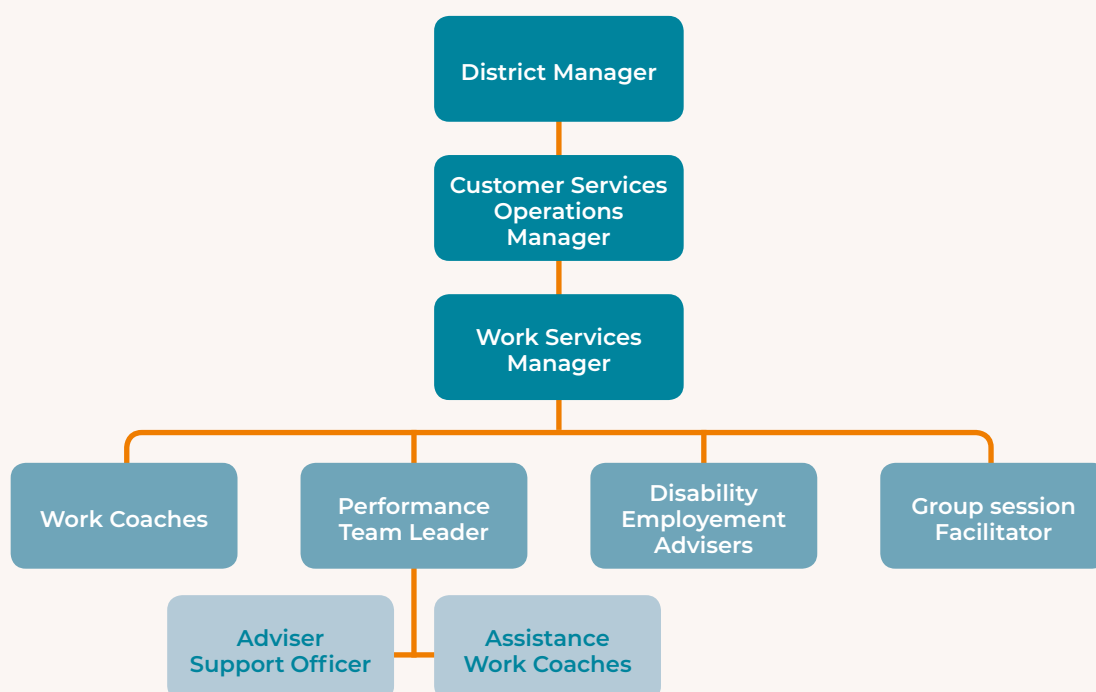 District Manager
Customer Services
Operations
Manager
Work Services
Manager
Work Coaches
Performance
Team Leader
Disability
Employement
Advisers
Group session
Facilitator
Adviser
Support Officer
Assistance
Work Coaches